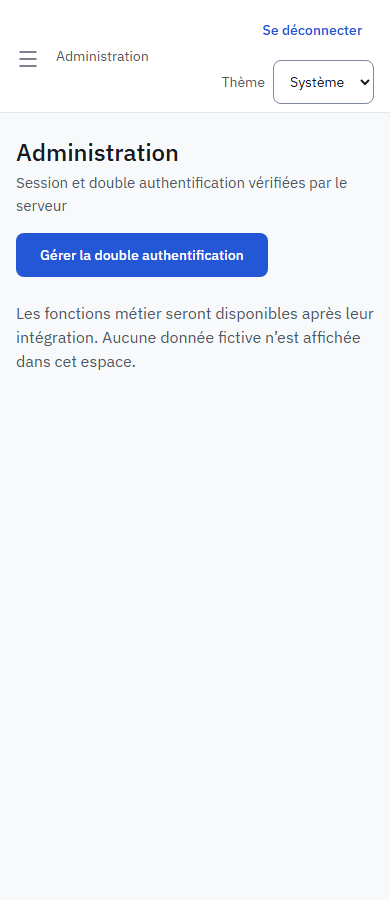 Se déconnecter
Administration
Thème
Système
Administration
Session et double authentification vérifiées par le
serveur
Gérer la double authentification
Les fonctions métier seront disponibles après leur
intégration. Aucune donnée fictive n’est affichée
dans cet espace.